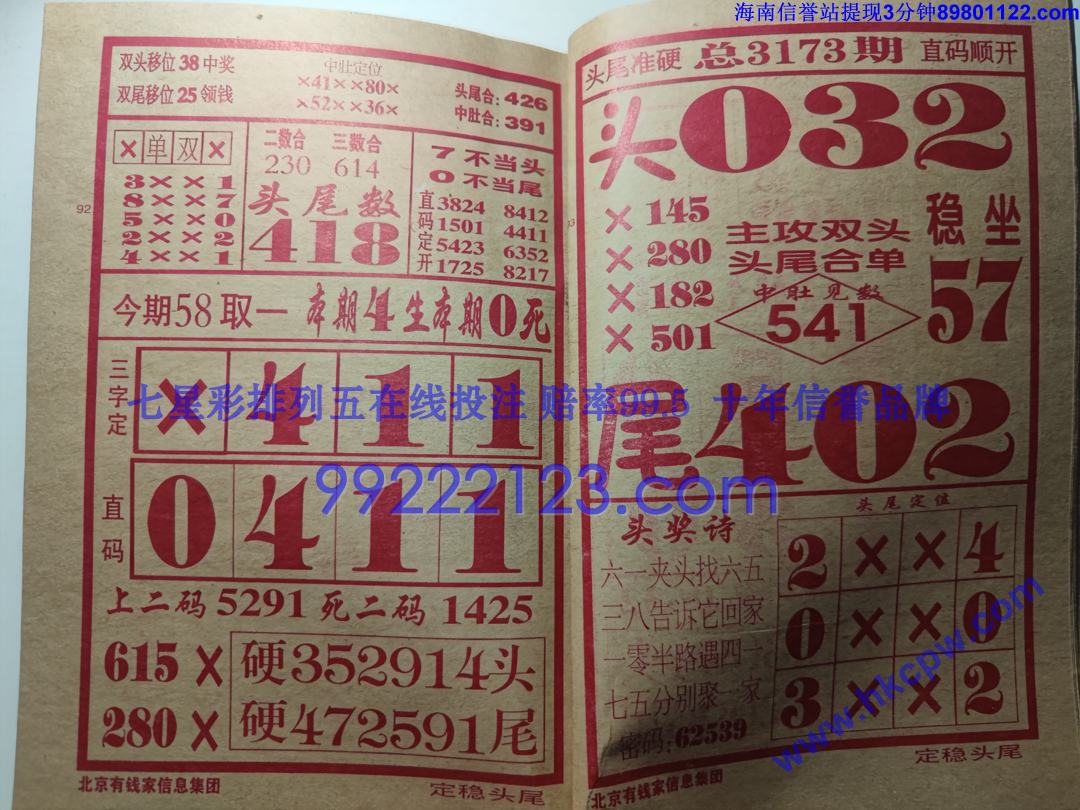 海南信誉站提现3分钟89801122.com
双头移位38中奖
双尾移位25领钱
中肚定位
×41××80×
×52××36×
头尾合:426
中肚合:391
×单双×
3××1
8××7
5××0
2××2
4××1
二数合 三数合
230 614
头尾数
418
7不当头
0不当尾
直码定开
3824 8412
1501 4411
5423 6352
1725 8217
92
今期58取一 本期4生本期0死
三字定
×411
直码
0411
上二码5291死二码1425
615× 硬352914头
280× 硬472591尾
北京有钱家信息集团
定稳头尾
头尾准硬 总3173期 直码顺开
头032
×145
×280
×182
×501
主攻双头
头尾合单
中肚见数
541
稳坐
57
七星彩排列五在线投注 赔率99.5 十年信誉品牌
尾402
99222123.com
头奖诗
六一夹头找六五
三八告诉它回家
一零半路遇四一
七五分别聚一家
密码:62539
头尾定位
2××4
0××0
3××2
www.hkcpw.com
北京有钱家信息集团
定稳头尾